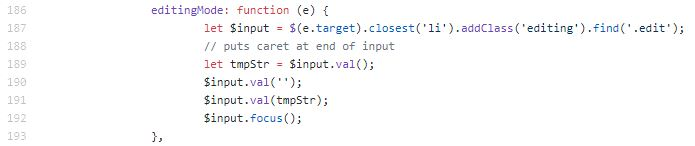 186 editingMode: function (e) {
187 let $input = $(e.target).closest('li').addClass('editing').find('.edit');
188 // puts caret at end of input
189 let tmpStr = $input.val();
190 $input.val('');
191 $input.val(tmpStr);
192 $input.focus();
193 },